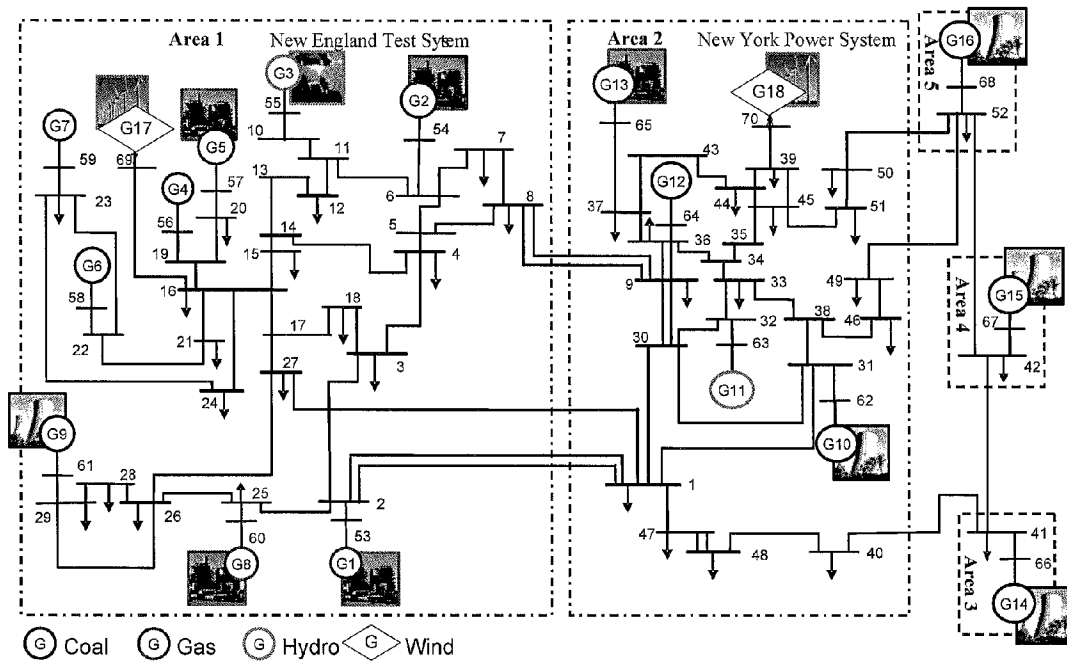 Area 1 New England Test System
Area 2 New York Power System
Area 5
Area 4
Area 3
G7
59
23
G17
69
G5
57
20
G4
56
19
G6
58
22
16
21
24
G3
55
10
11
12
13
14
15
G2
54
6
7
8
5
4
18
17
3
27
G9
61
29
28
26
25
60
G8
2
53
G1
G13
65
37
43
G12
64
36
9
30
G18
70
39
44
45
35
34
33
32
63
G11
38
46
49
50
51
31
62
G10
1
47
48
40
G16
68
52
G15
67
42
41
66
G14
G Coal
G Gas
G Hydro
G Wind